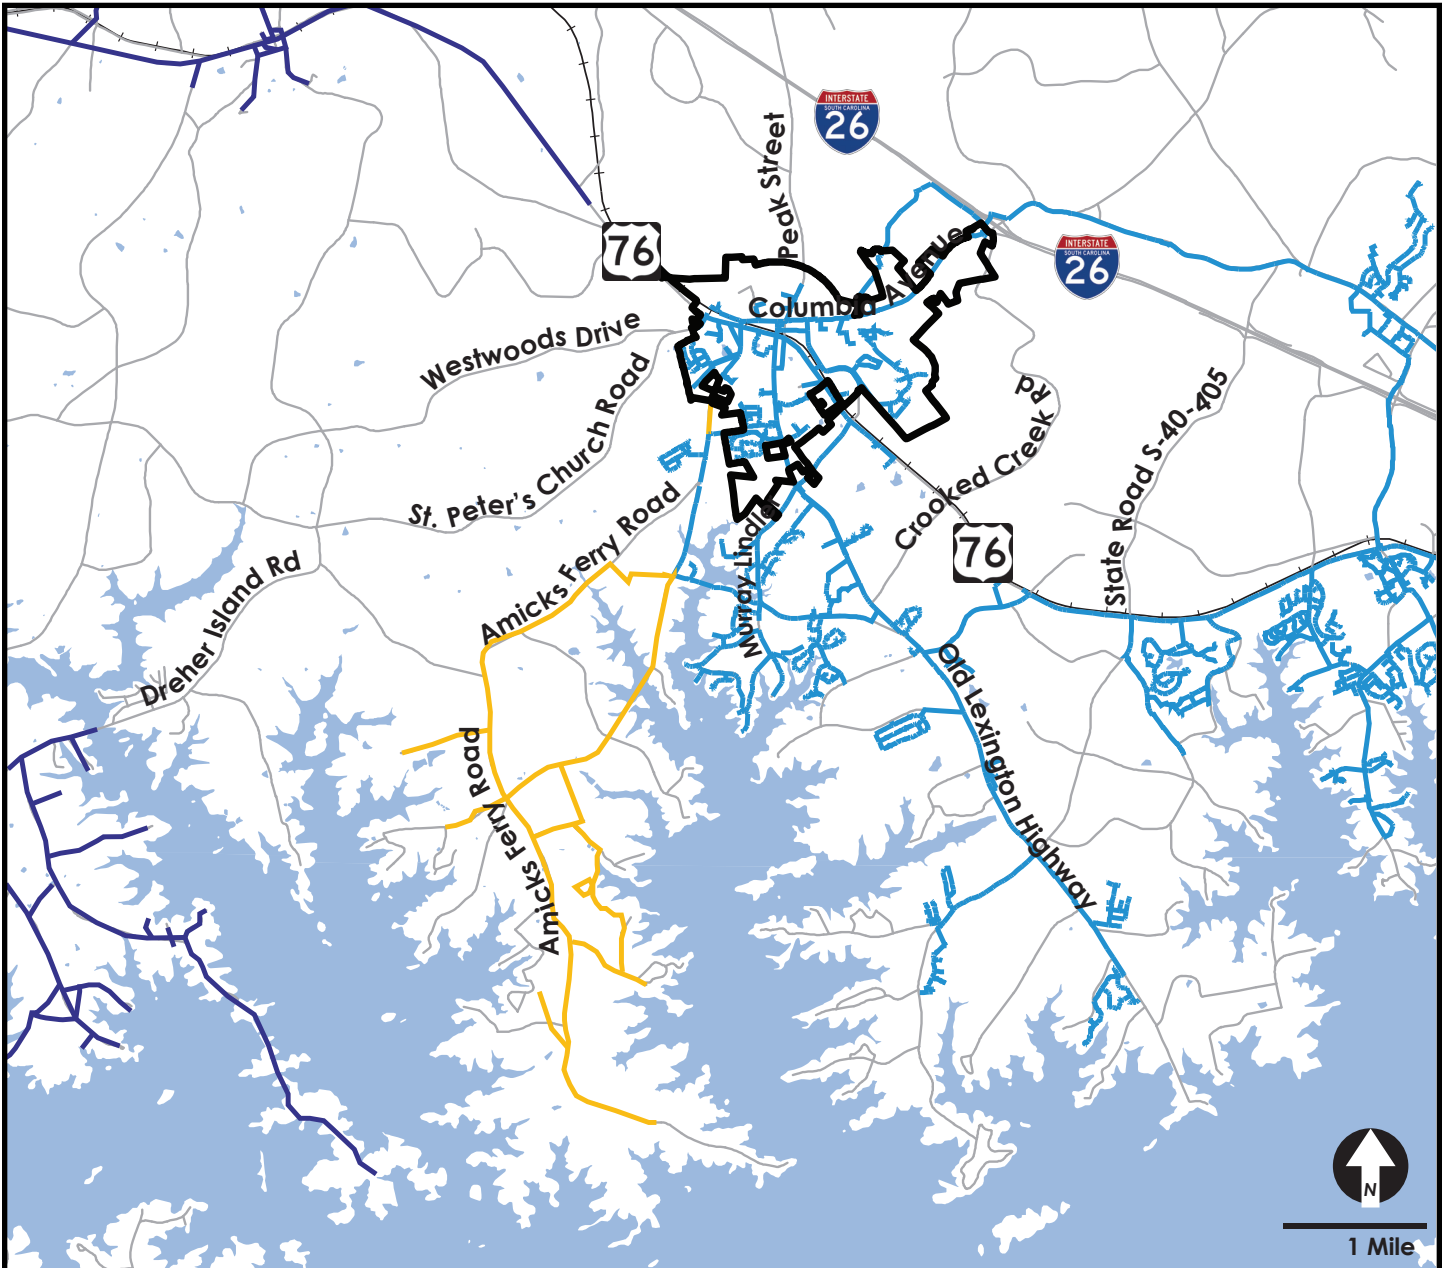 Peak Street
INTERSTATE
SOUTH CAROLINA
26
76
Columbia Avenue
INTERSTATE
SOUTH CAROLINA
26
Westwoods Drive
St. Peter's Church Road
Crooked Creek Rd
State Road S-40-405
Amicks Ferry Road
Murray Lindler
76
Dreher Island Rd
Old Lexington Highway
Amicks Ferry Road
N
1 Mile